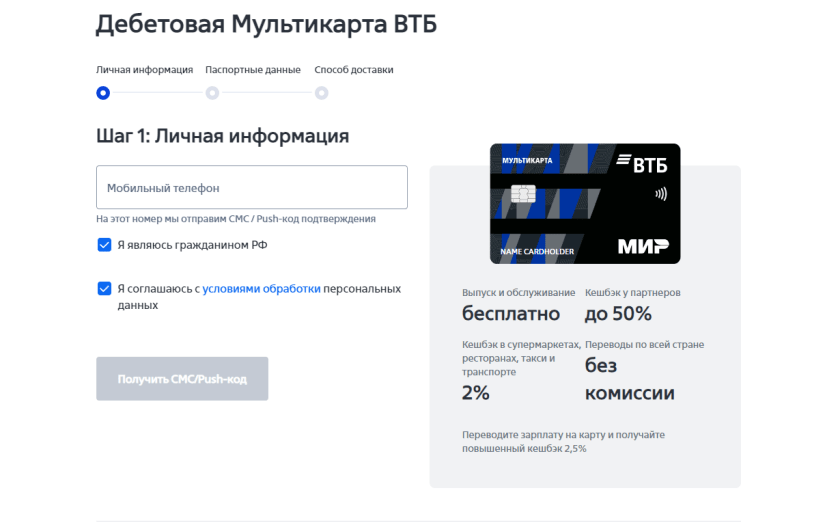 Дебетовая Мультикарта ВТБ
Личная информация Паспортные данные Способ доставки
Шаг 1: Личная информация
Мобильный телефон
На этот номер мы отправим СМС / Push-код подтверждения
Я являюсь гражданином РФ
Я соглашаюсь с условиями обработки персональных
данных
Получить СМС/Push-код
МУЛЬТИКАРТА
ВТБ
NAME CARDHOLDER
МИР
Выпуск и обслуживание
бесплатно
Кешбэк у партнеров
до 50%
Кешбэк в супермаркетах,
ресторанах, такси и
транспорте
2%
Переводы по всей стране
без
комиссии
Переводите зарплату на карту и получайте
повышенный кешбэк 2,5%